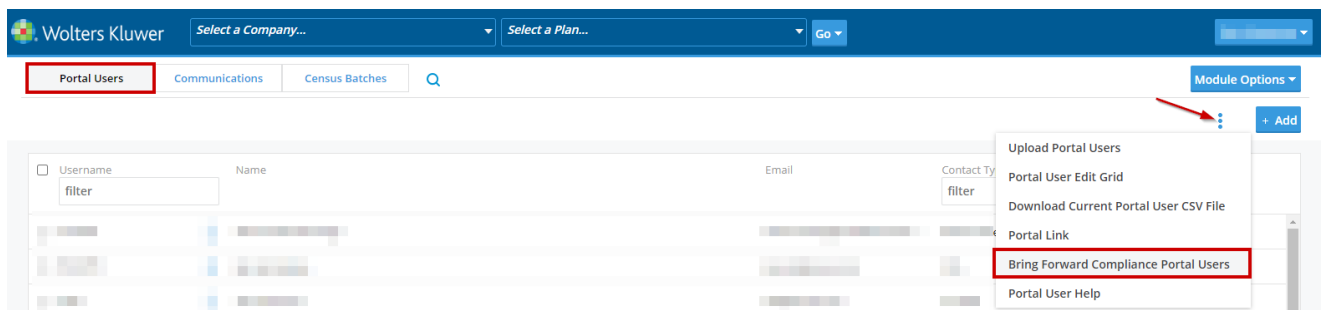 Wolters Kluwer
Select a Company...
Select a Plan...
Go
Portal Users
Communications
Census Batches
Module Options
+ Add
Upload Portal Users
Portal User Edit Grid
Download Current Portal User CSV File
Portal Link
Bring Forward Compliance Portal Users
Portal User Help
Username
Name
Email
Contact Ty
filter
filter